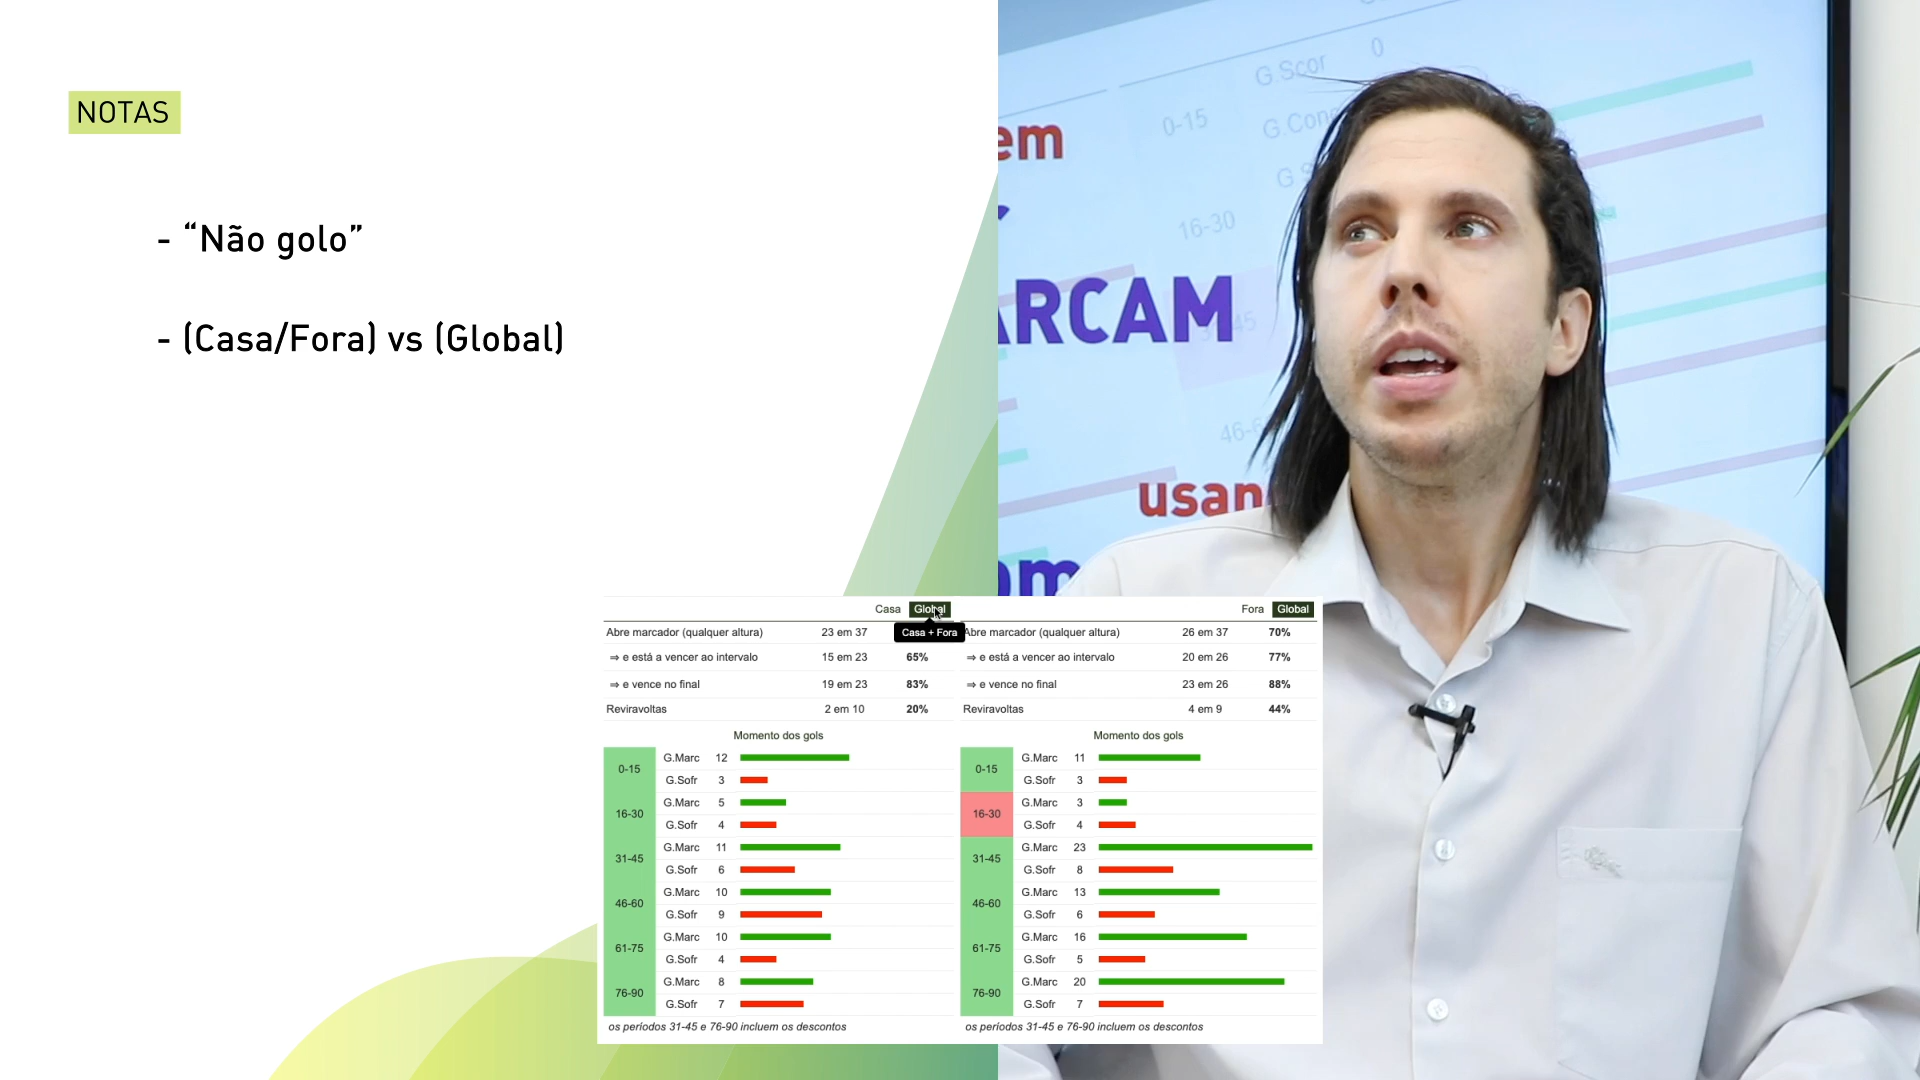 NOTAS
- “Não golo”
- (Casa/Fora) vs (Global)
G.Scor 0
0-15
16-30
em
ARCAM
usan
Casa Global
Casa + Fora
Abre marcador (qualquer altura) 23 em 37
⇒ e está a vencer ao intervalo 15 em 23 65%
⇒ e vence no final 19 em 23 83%
Reviravoltas 2 em 10 20%
Momento dos gols
0-15
G.Marc 12
G.Sofr 3
16-30
G.Marc 5
G.Sofr 4
31-45
G.Marc 11
G.Sofr 6
46-60
G.Marc 10
G.Sofr 9
61-75
G.Marc 10
G.Sofr 4
76-90
G.Marc 8
G.Sofr 7
os períodos 31-45 e 76-90 incluem os descontos
Fora Global
Abre marcador (qualquer altura) 26 em 37 70%
⇒ e está a vencer ao intervalo 20 em 26 77%
⇒ e vence no final 23 em 26 88%
Reviravoltas 4 em 9 44%
Momento dos gols
0-15
G.Marc 11
G.Sofr 3
16-30
G.Marc 3
G.Sofr 4
31-45
G.Marc 23
G.Sofr 8
46-60
G.Marc 13
G.Sofr 6
61-75
G.Marc 16
G.Sofr 5
76-90
G.Marc 20
G.Sofr 7
os períodos 31-45 e 76-90 incluem os descontos